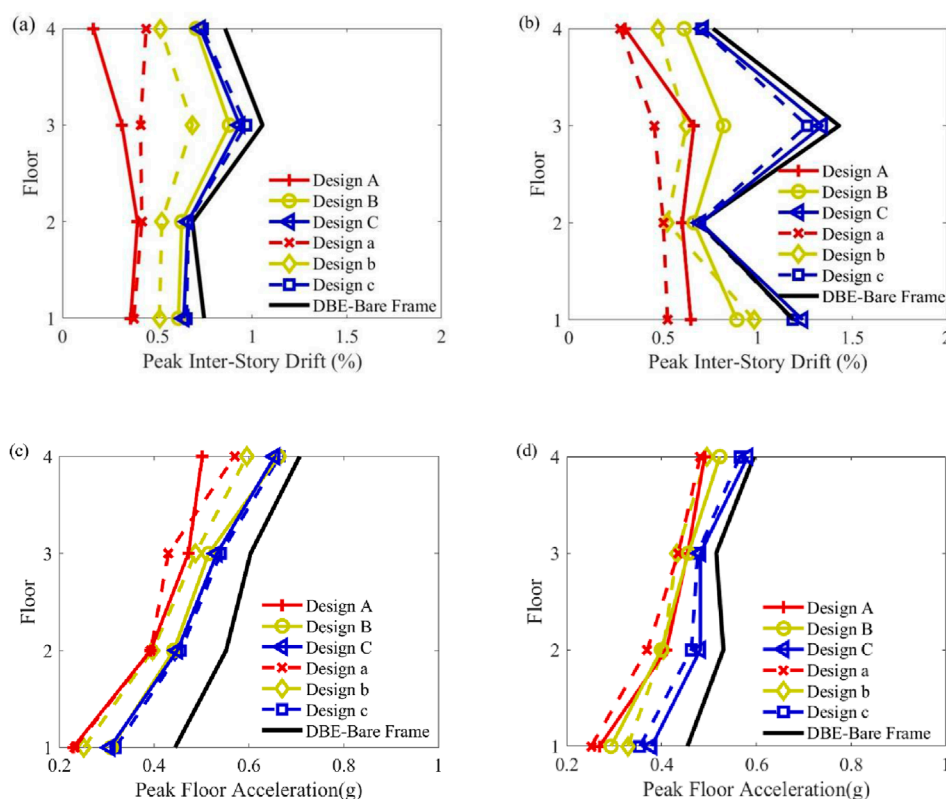 (a)
4
3
2
1
Floor
Design A
Design B
Design C
Design a
Design b
Design c
DBE-Bare Frame
0 0.5 1 1.5 2
Peak Inter-Story Drift (%)
(b)
4
3
2
1
Floor
Design A
Design B
Design C
Design a
Design b
Design c
DBE-Bare Frame
0 0.5 1 1.5 2
Peak Inter-Story Drift (%)
(c)
4
3
2
1
Floor
Design A
Design B
Design C
Design a
Design b
Design c
DBE-Bare Frame
0.2 0.4 0.6 0.8 1
Peak Floor Acceleration(g)
(d)
4
3
2
1
Floor
Design A
Design B
Design C
Design a
Design b
Design c
DBE-Bare Frame
0.2 0.4 0.6 0.8 1
Peak Floor Acceleration(g)